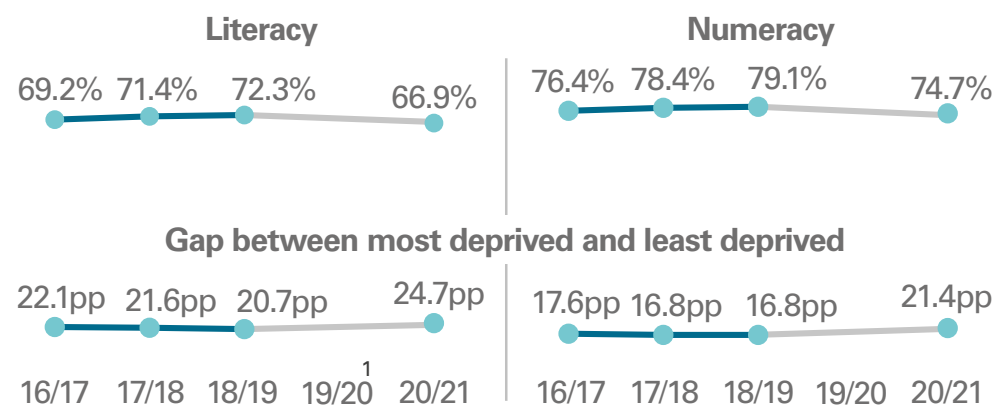 Literacy Numeracy
69.2% 71.4% 72.3% 66.9% 76.4% 78.4% 79.1% 74.7%
Gap between most deprived and least deprived
22.1pp 21.6pp 20.7pp 24.7pp 17.6pp 16.8pp 16.8pp 21.4pp
16/17 17/18 18/19 19/20¹ 20/21 16/17 17/18 18/19 19/20 20/21